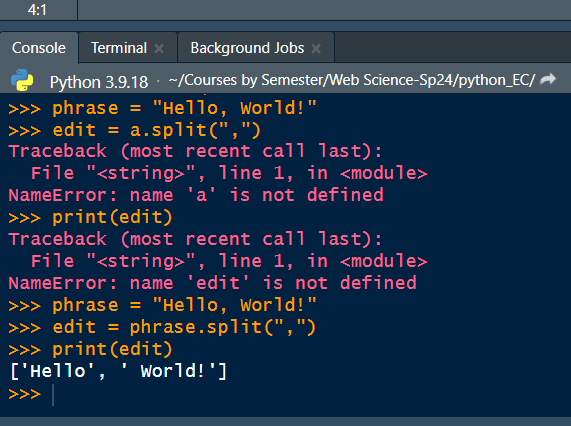 4:1
Console Terminal × Background Jobs ×
Python 3.9.18 · ~/Courses by Semester/Web Science-Sp24/python_EC/
>>> phrase = "Hello, World!"
>>> edit = a.split(",")
Traceback (most recent call last):
  File "<string>", line 1, in <module>
NameError: name 'a' is not defined
>>> print(edit)
Traceback (most recent call last):
  File "<string>", line 1, in <module>
NameError: name 'edit' is not defined
>>> phrase = "Hello, World!"
>>> edit = phrase.split(",")
>>> print(edit)
['Hello', ' World!']
>>>